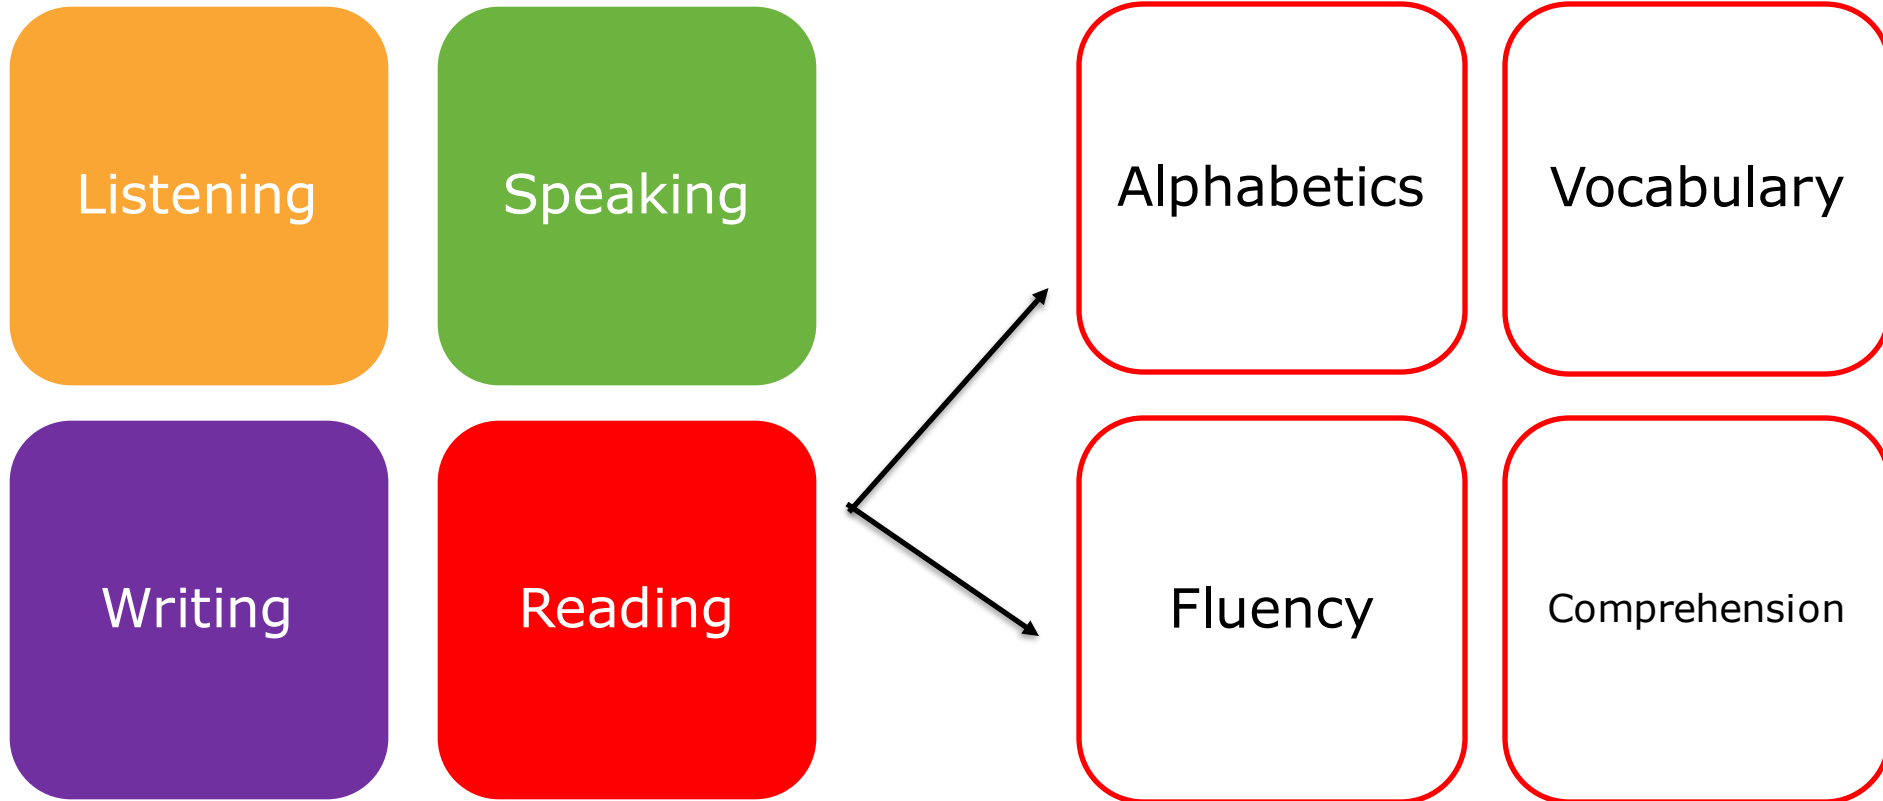 Listening
Speaking
Writing
Reading
Alphabetics
Vocabulary
Fluency
Comprehension